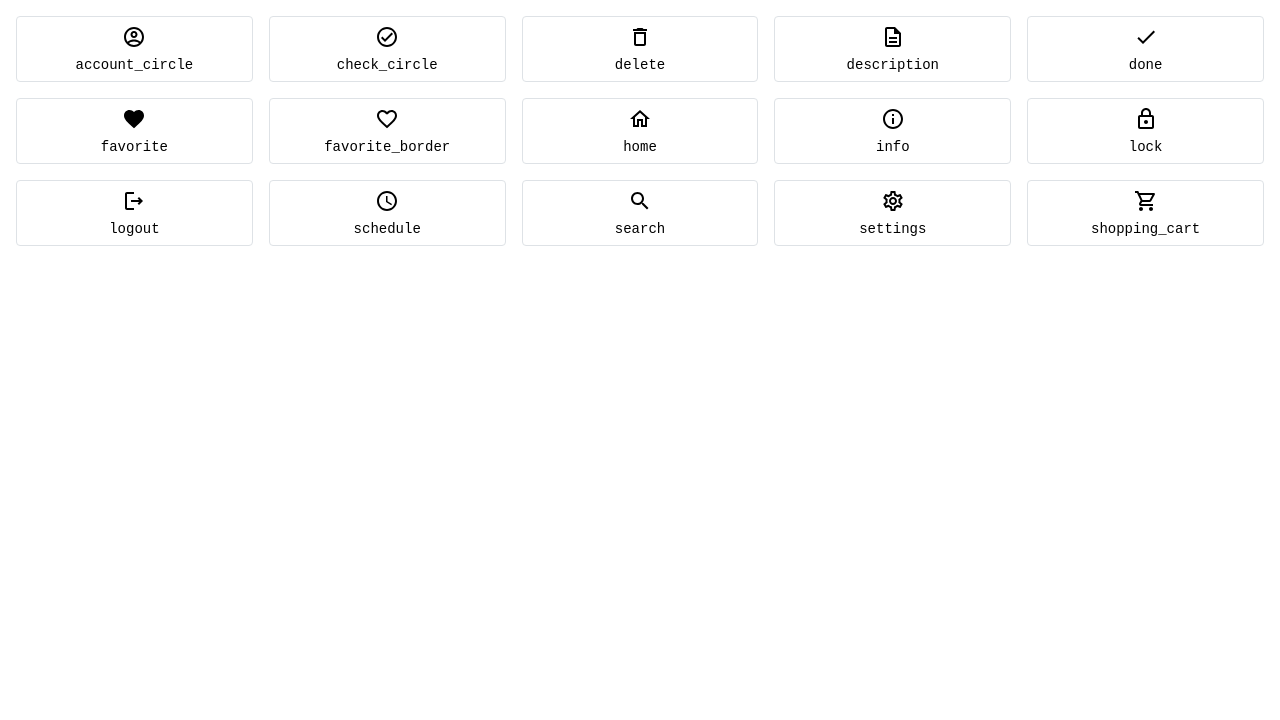 account_circle
check_circle
delete
description
done
favorite
favorite_border
home
info
lock
logout
schedule
search
settings
shopping_cart